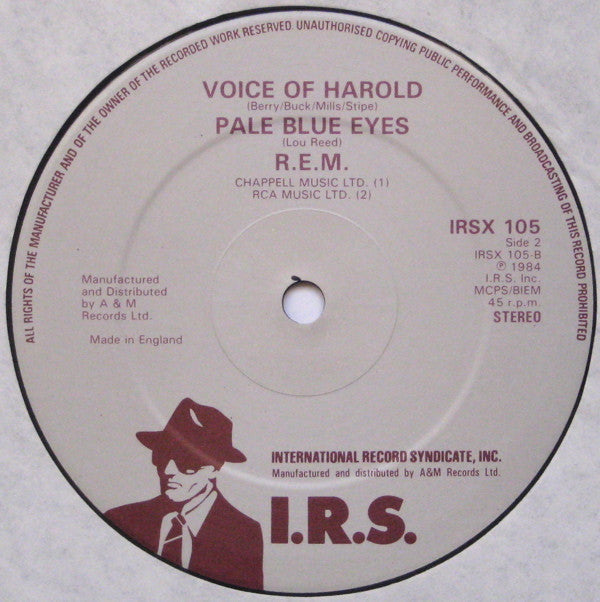 ALL RIGHTS OF THE MANUFACTURER AND OF THE OWNER OF THE RECORDED WORK RESERVED UNAUTHORISED COPYING PUBLIC PERFORMANCE AND BROADCASTING OF THIS RECORD PROHIBITED
VOICE OF HAROLD
(Berry/Buck/Mills/Stipe)
PALE BLUE EYES
(Lou Reed)
R.E.M.
CHAPPELL MUSIC LTD. (1)
RCA MUSIC LTD. (2)
IRSX 105
Side 2
IRSX 105-B
℗ 1984
I.R.S. Inc.
MCPS/BIEM
45 r.p.m.
STEREO
Manufactured
and Distributed
by A & M
Records Ltd.
Made in England
INTERNATIONAL RECORD SYNDICATE, INC.
Manufactured and distributed by A&M Records Ltd.
I.R.S.